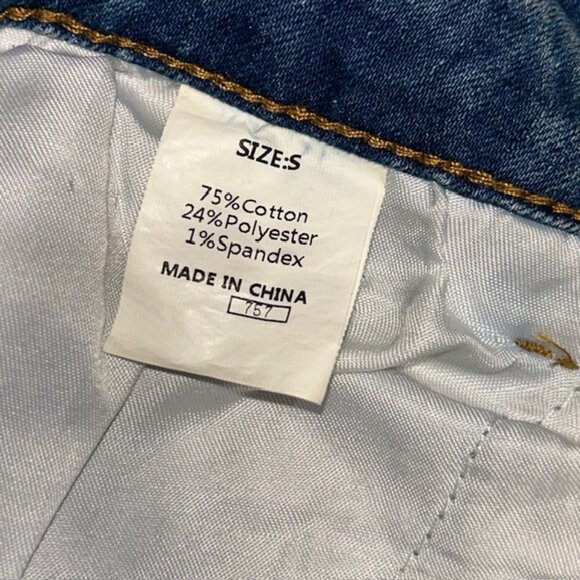 SIZE:S
75%Cotton
24%Polyester
1%Spandex
MADE IN CHINA
757